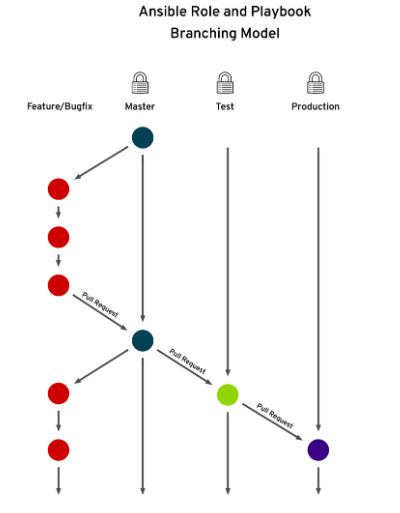 Ansible Role and Playbook
Branching Model
Feature/Bugfix
Master
Test
Production
Pull Request
Pull Request
Pull Request